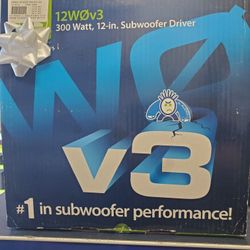 12WØv3
300 Watt, 12-in. Subwoofer Driver
WØ
v3
#1 in subwoofer performance!